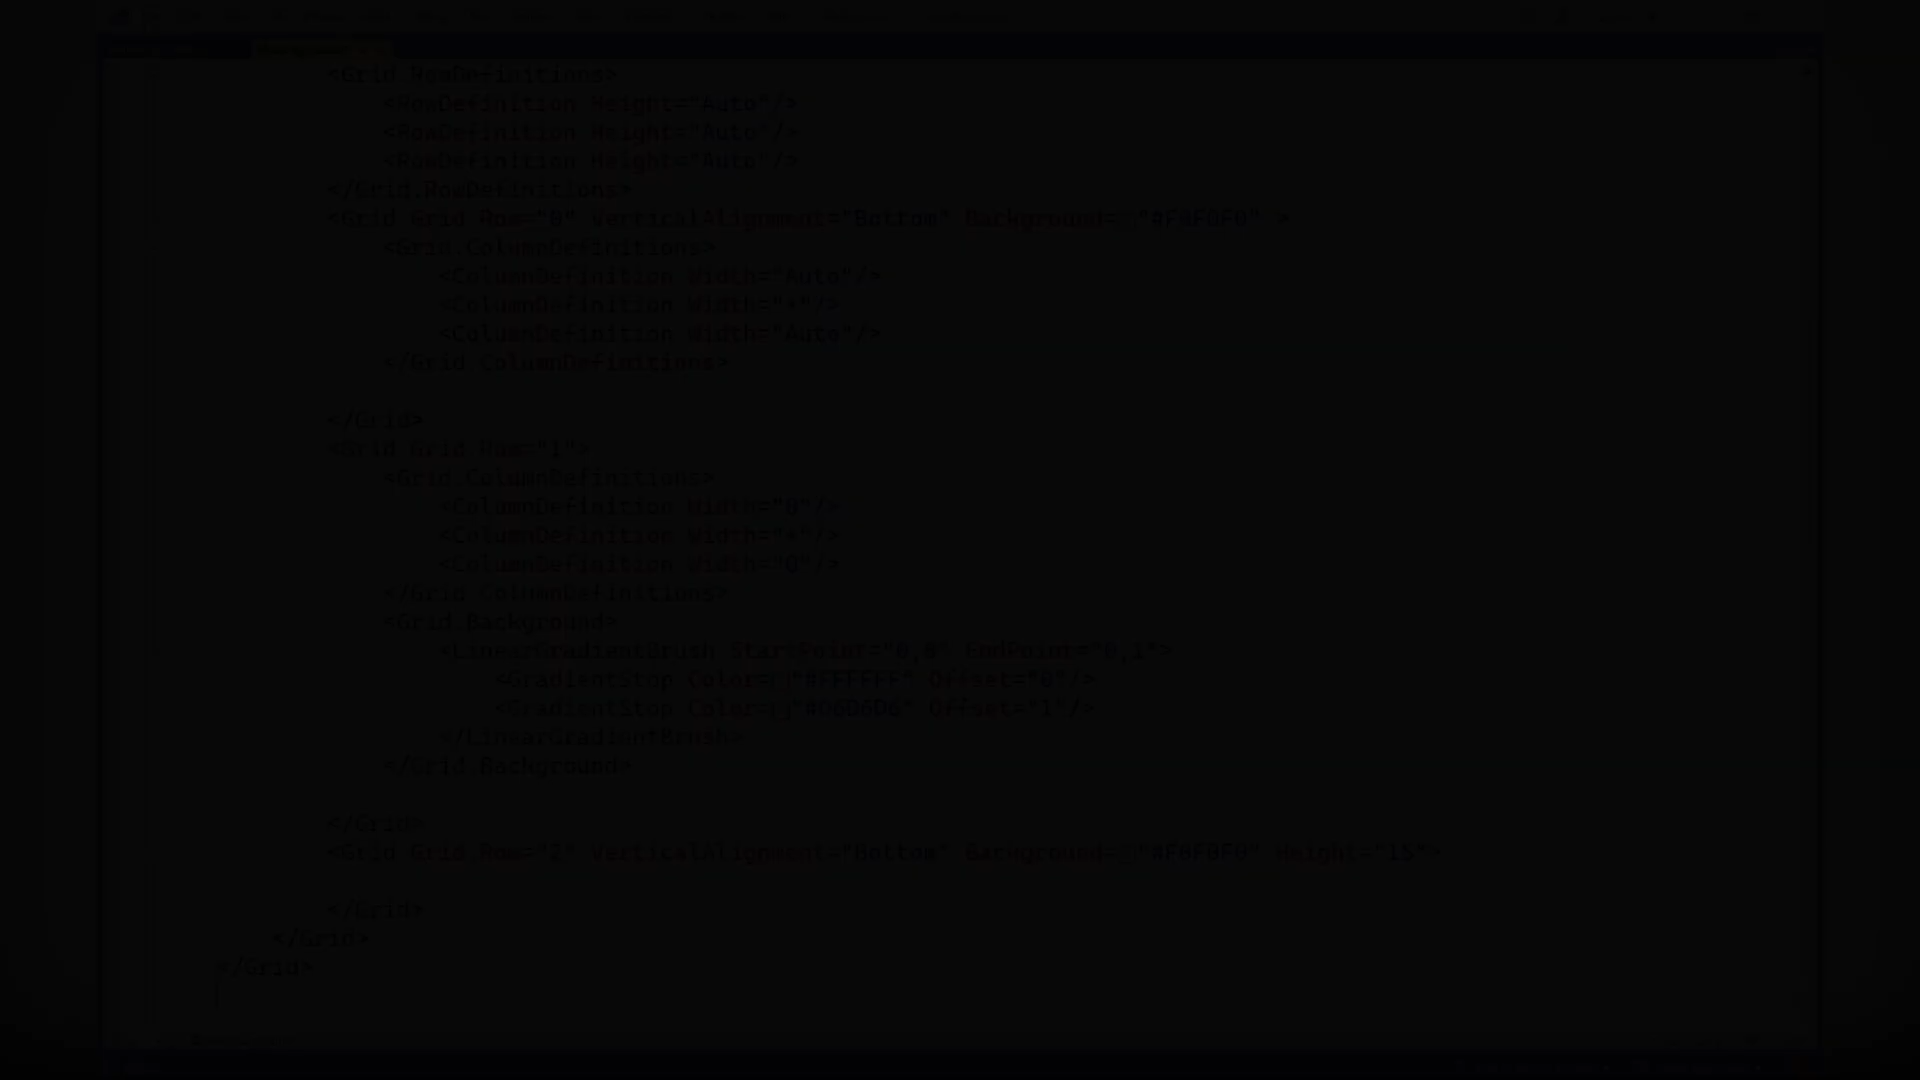 <Grid.RowDefinitions>
<RowDefinition Height="Auto"/>
<RowDefinition Height="Auto"/>
<RowDefinition Height="Auto"/>
</Grid.RowDefinitions>
<Grid Grid.Row="0" VerticalAlignment="Bottom" Background="#F0F0F0" >
<Grid.ColumnDefinitions>
<ColumnDefinition Width="Auto"/>
<ColumnDefinition Width="*"/>
<ColumnDefinition Width="Auto"/>
</Grid.ColumnDefinitions>
</Grid>
<Grid Grid.Row="1">
<Grid.ColumnDefinitions>
<ColumnDefinition Width="0"/>
<ColumnDefinition Width="*"/>
<ColumnDefinition Width="0"/>
</Grid.ColumnDefinitions>
<Grid.Background>
<LinearGradientBrush StartPoint="0,0" EndPoint="0,1">
<GradientStop Color="#FFFFFF" Offset="0"/>
<GradientStop Color="#D6D6D6" Offset="1"/>
</LinearGradientBrush>
</Grid.Background>
</Grid>
<Grid Grid.Row="2" VerticalAlignment="Bottom" Background="#F0F0F0" Height="15">
</Grid>
</Grid>
</Grid>